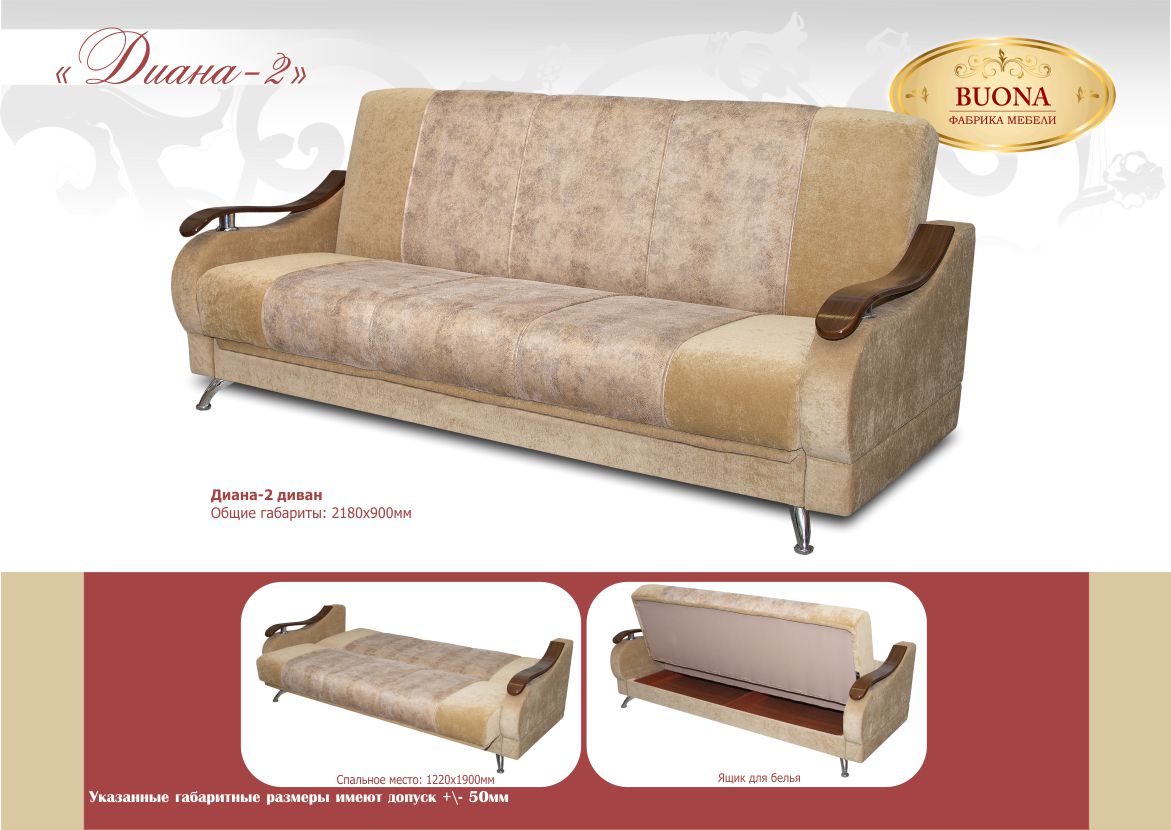 «Диана-2»
BUONA
ФАБРИКА МЕБЕЛИ
Диана-2 диван
Общие габариты: 2180х900мм
Спальное место: 1220х1900мм
Ящик для белья
Указанные габаритные размеры имеют допуск +\- 50мм